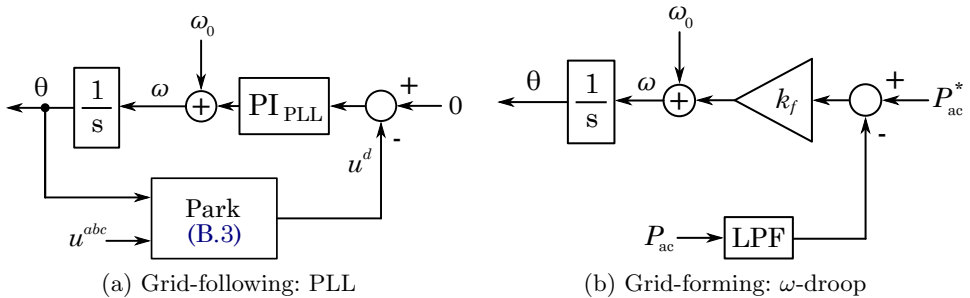 ω₀
θ
1
s
ω
+
PI PLL
+
-
0
u^d
Park
(B.3)
u^abc
(a) Grid-following: PLL
ω₀
θ
1
s
ω
+
k_f
+
-
P*_ac
P_ac
LPF
(b) Grid-forming: ω-droop